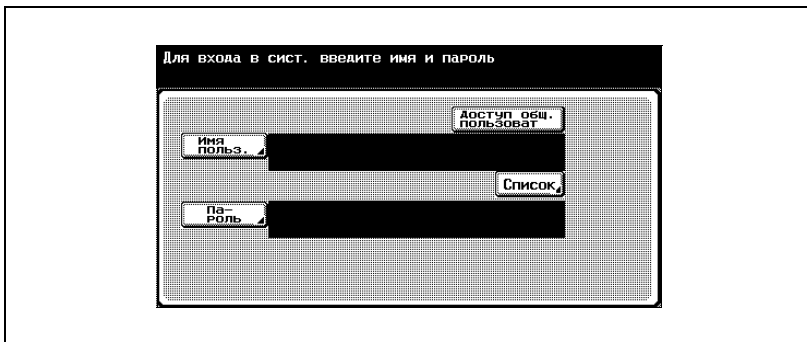 Для входа в сист. введите имя и пароль
Доступ общ.
пользоват
Имя
польз.
Список
Па-
роль